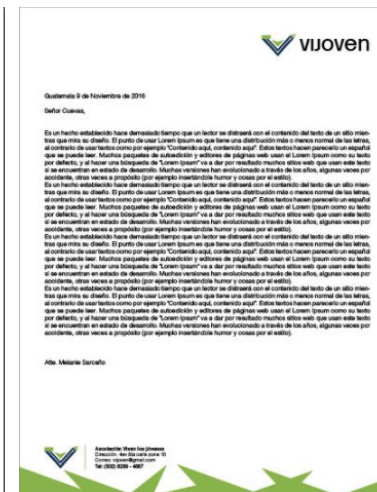 VIJOVEN
Guatemala 9 de Noviembre de 2016
Señor Cuevas,
Es un hecho establecido hace demasiado tiempo que un lector se distraerá con el contenido del texto de un sitio mien-
tras que mira su diseño. El punto de usar Lorem Ipsum es que tiene una distribución más o menos normal de las letras,
al contrario de usar textos como por ejemplo "Contenido aquí, contenido aquí". Estos textos hacen parecerlo un español
que se puede leer. Muchos paquetes de autoedición y editores de páginas web usan el Lorem Ipsum como su texto
por defecto, y al hacer una búsqueda de "Lorem Ipsum" va a dar por resultado muchos sitios web que usan este texto
si se encuentran en estado de desarrollo. Muchas versiones han evolucionado a través de los años, algunas veces por
accidente, otras veces a propósito (por ejemplo insertándole humor y cosas por el estilo).
Es un hecho establecido hace demasiado tiempo que un lector se distraerá con el contenido del texto de un sitio mien-
tras que mira su diseño. El punto de usar Lorem Ipsum es que tiene una distribución más o menos normal de las letras,
al contrario de usar textos como por ejemplo "Contenido aquí, contenido aquí". Estos textos hacen parecerlo un español
que se puede leer. Muchos paquetes de autoedición y editores de páginas web usan el Lorem Ipsum como su texto
por defecto, y al hacer una búsqueda de "Lorem Ipsum" va a dar por resultado muchos sitios web que usan este texto
si se encuentran en estado de desarrollo. Muchas versiones han evolucionado a través de los años, algunas veces por
accidente, otras veces a propósito (por ejemplo insertándole humor y cosas por el estilo).
Es un hecho establecido hace demasiado tiempo que un lector se distraerá con el contenido del texto de un sitio mien-
tras que mira su diseño. El punto de usar Lorem Ipsum es que tiene una distribución más o menos normal de las letras,
al contrario de usar textos como por ejemplo "Contenido aquí, contenido aquí". Estos textos hacen parecerlo un español
que se puede leer. Muchos paquetes de autoedición y editores de páginas web usan el Lorem Ipsum como su texto
por defecto, y al hacer una búsqueda de "Lorem Ipsum" va a dar por resultado muchos sitios web que usan este texto
si se encuentran en estado de desarrollo. Muchas versiones han evolucionado a través de los años, algunas veces por
accidente, otras veces a propósito (por ejemplo insertándole humor y cosas por el estilo).
Es un hecho establecido hace demasiado tiempo que un lector se distraerá con el contenido del texto de un sitio mien-
tras que mira su diseño. El punto de usar Lorem Ipsum es que tiene una distribución más o menos normal de las letras,
al contrario de usar textos como por ejemplo "Contenido aquí, contenido aquí". Estos textos hacen parecerlo un español
que se puede leer. Muchos paquetes de autoedición y editores de páginas web usan el Lorem Ipsum como su texto
por defecto, y al hacer una búsqueda de "Lorem Ipsum" va a dar por resultado muchos sitios web que usan este texto
si se encuentran en estado de desarrollo. Muchas versiones han evolucionado a través de los años, algunas veces por
accidente, otras veces a propósito (por ejemplo insertándole humor y cosas por el estilo).
Atte. Melanie Sarceño
Asociación Viven los jóvenes
Dirección: 4av 5ta calle zona 10
Correo: vijoven@gmail.com
Tel: (502) 8289 - 4887